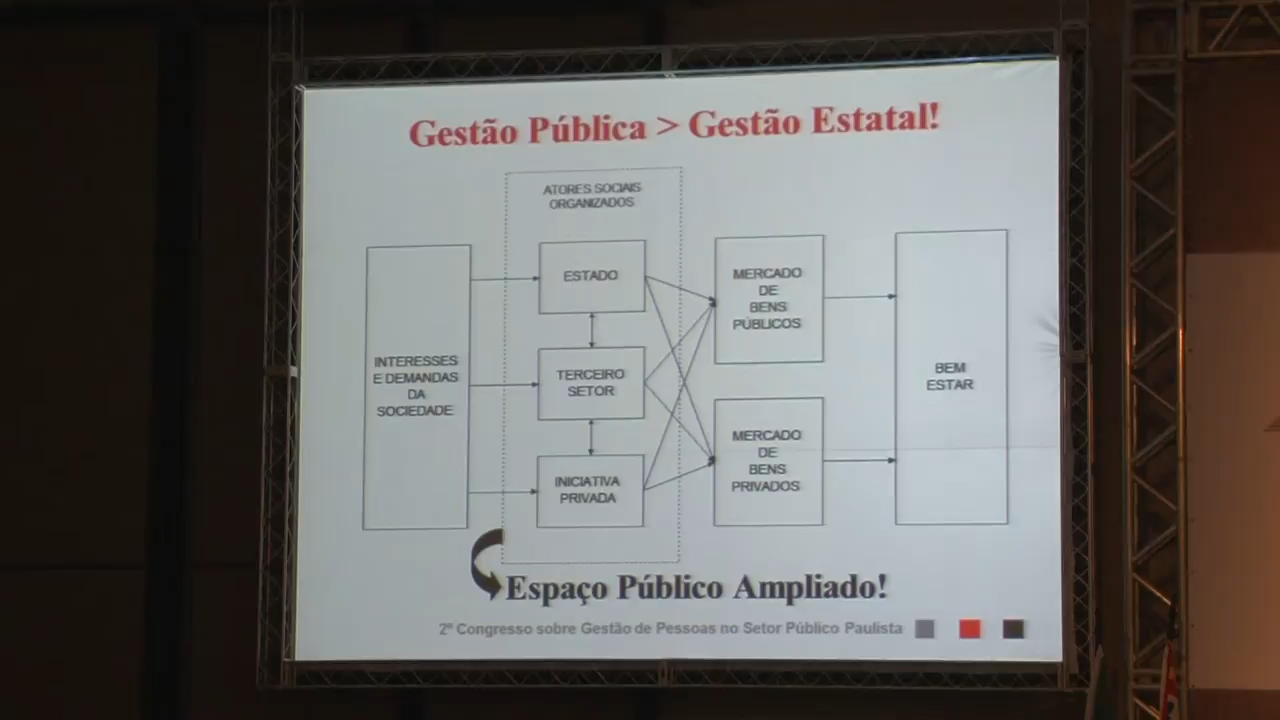 Gestão Pública > Gestão Estatal!
ATORES SOCIAIS
ORGANIZADOS
INTERESSES
E DEMANDAS
DA
SOCIEDADE
ESTADO
TERCEIRO
SETOR
INICIATIVA
PRIVADA
MERCADO
DE
BENS
PÚBLICOS
MERCADO
DE
BENS
PRIVADOS
BEM
ESTAR
Espaço Público Ampliado!
2º Congresso sobre Gestão de Pessoas no Setor Público Paulista